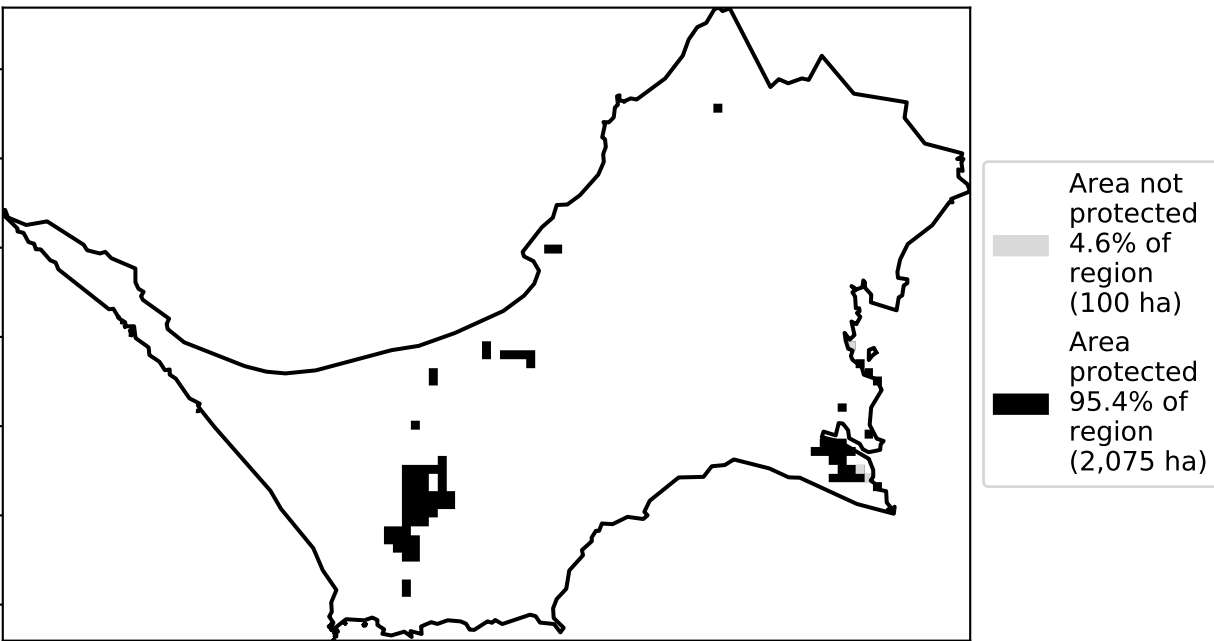 Area not
protected
4.6% of
region
(100 ha)
Area
protected
95.4% of
region
(2,075 ha)